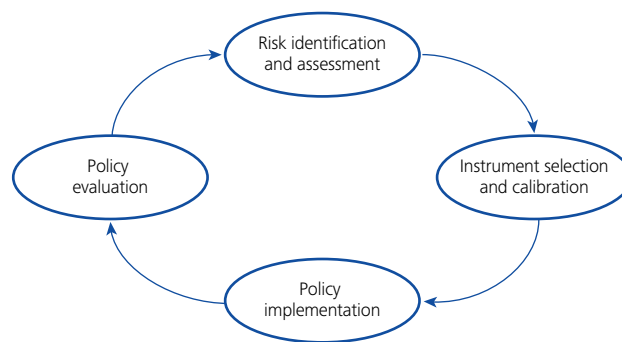 Risk identification
and assessment
Instrument selection
and calibration
Policy
implementation
Policy
evaluation